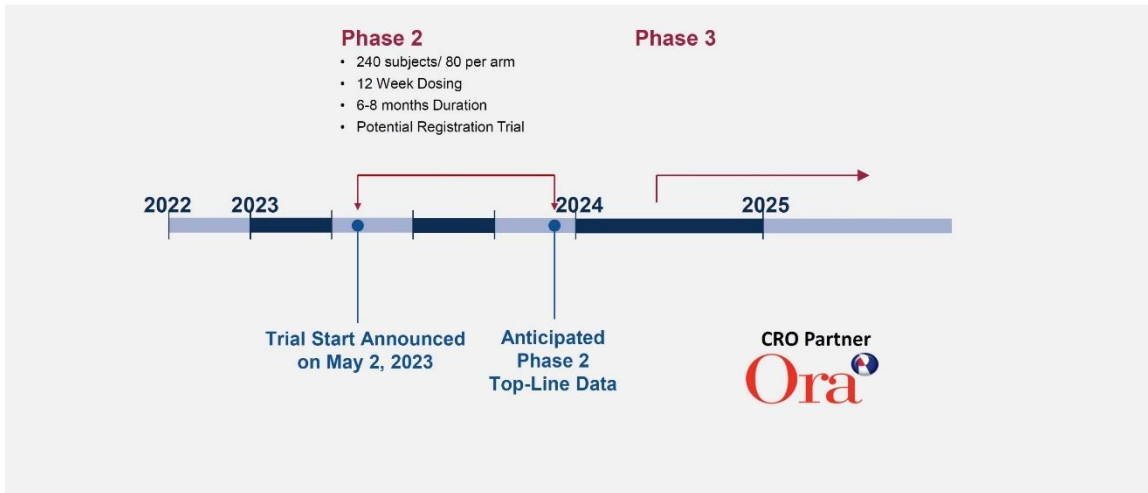 Phase 2
• 240 subjects/ 80 per arm
• 12 Week Dosing
• 6-8 months Duration
• Potential Registration Trial
Phase 3
2022 2023 2024 2025
Trial Start Announced
on May 2, 2023
Anticipated
Phase 2
Top-Line Data
CRO Partner
Ora